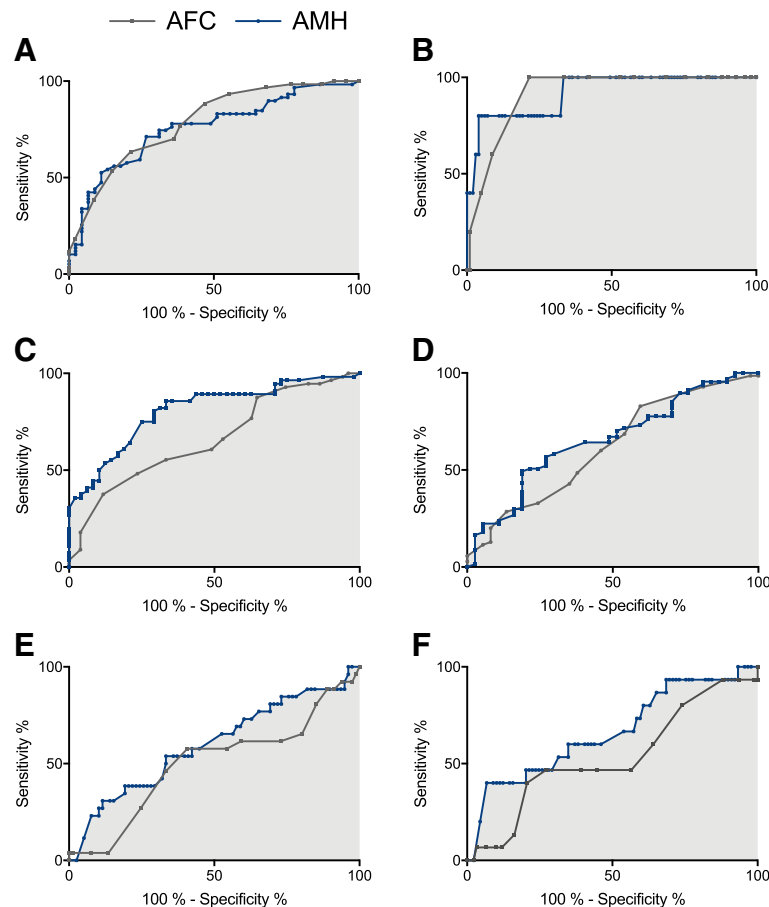 AFC AMH
A B
100 100
50 50
0 0
Sensitivity % Sensitivity %
0 50 100 0 50 100
100 % - Specificity % 100 % - Specificity %
C D
100 100
50 50
0 0
Sensitivity % Sensitivity %
0 50 100 0 50 100
100 % - Specificity % 100 % - Specificity %
E F
100 100
50 50
0 0
Sensitivity % Sensitivity %
0 50 100 0 50 100
100 % - Specificity % 100 % - Specificity %